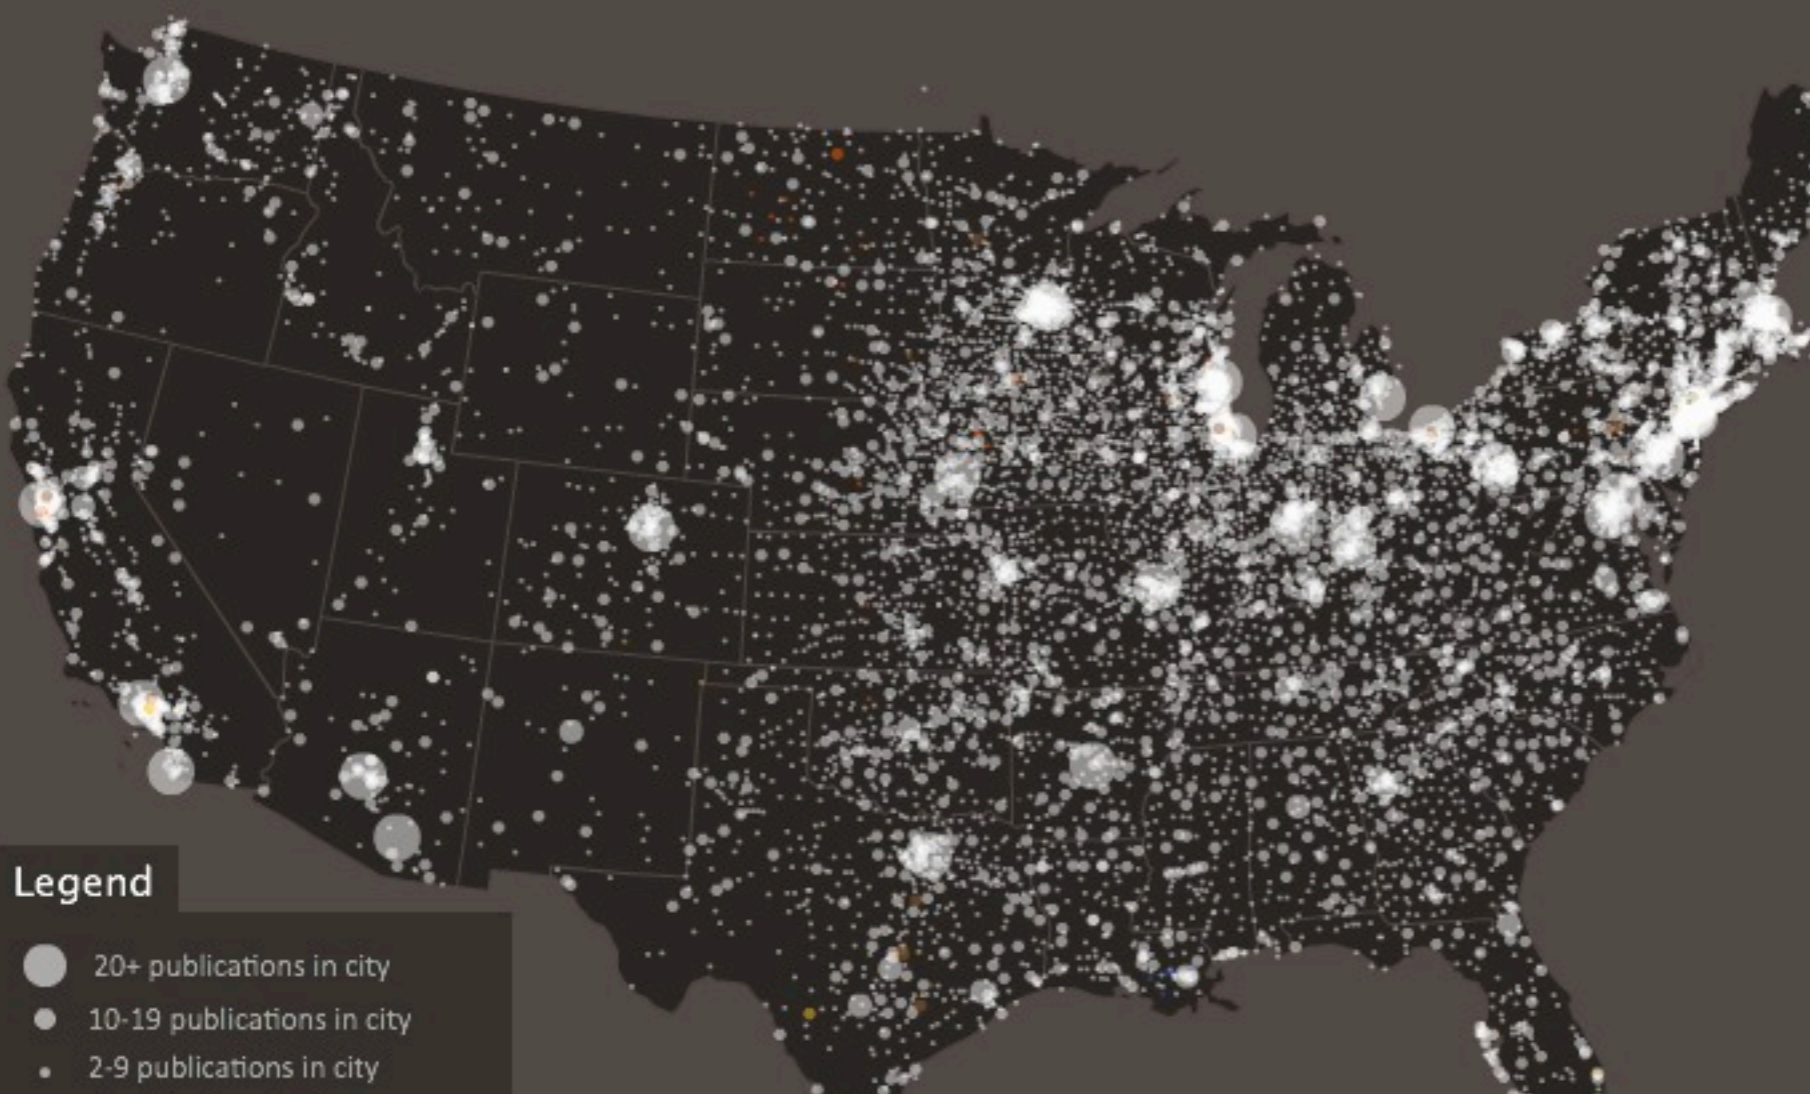 Legend
20+ publications in city
10-19 publications in city
2-9 publications in city